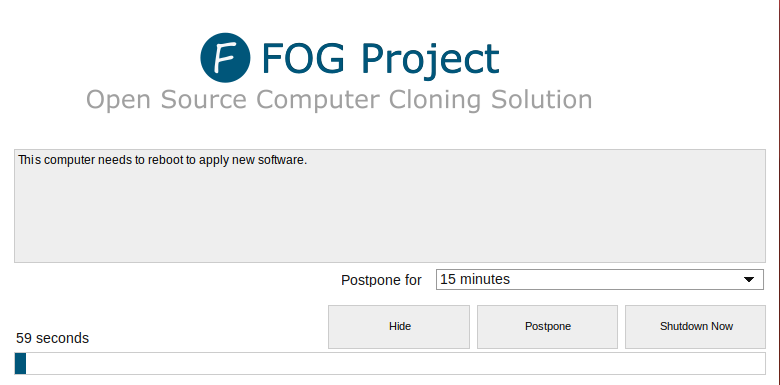 F FOG Project
Open Source Computer Cloning Solution
This computer needs to reboot to apply new software.
Postpone for 15 minutes
Hide Postpone Shutdown Now
59 seconds